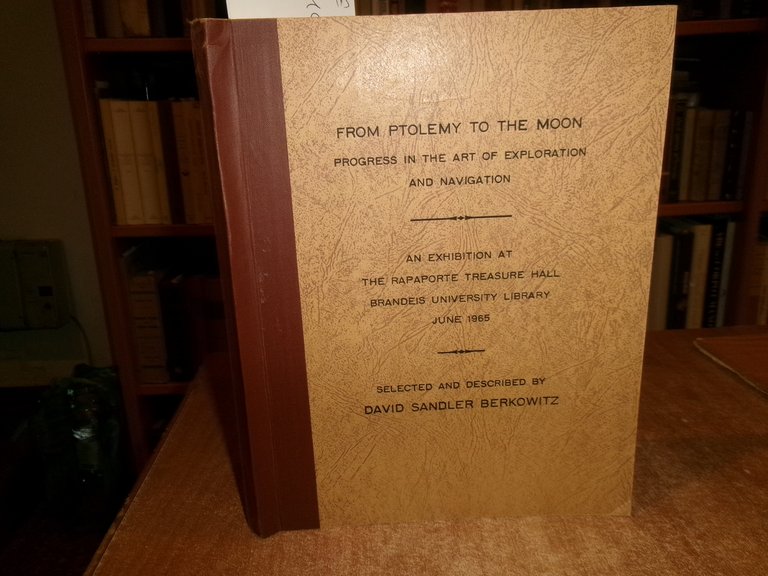 FROM PTOLEMY TO THE MOON
PROGRESS IN THE ART OF EXPLORATION
AND NAVIGATION
AN EXHIBITION AT
THE RAPAPORTE TREASURE HALL
BRANDEIS UNIVERSITY LIBRARY
JUNE 1965
SELECTED AND DESCRIBED BY
DAVID SANDLER BERKOWITZ